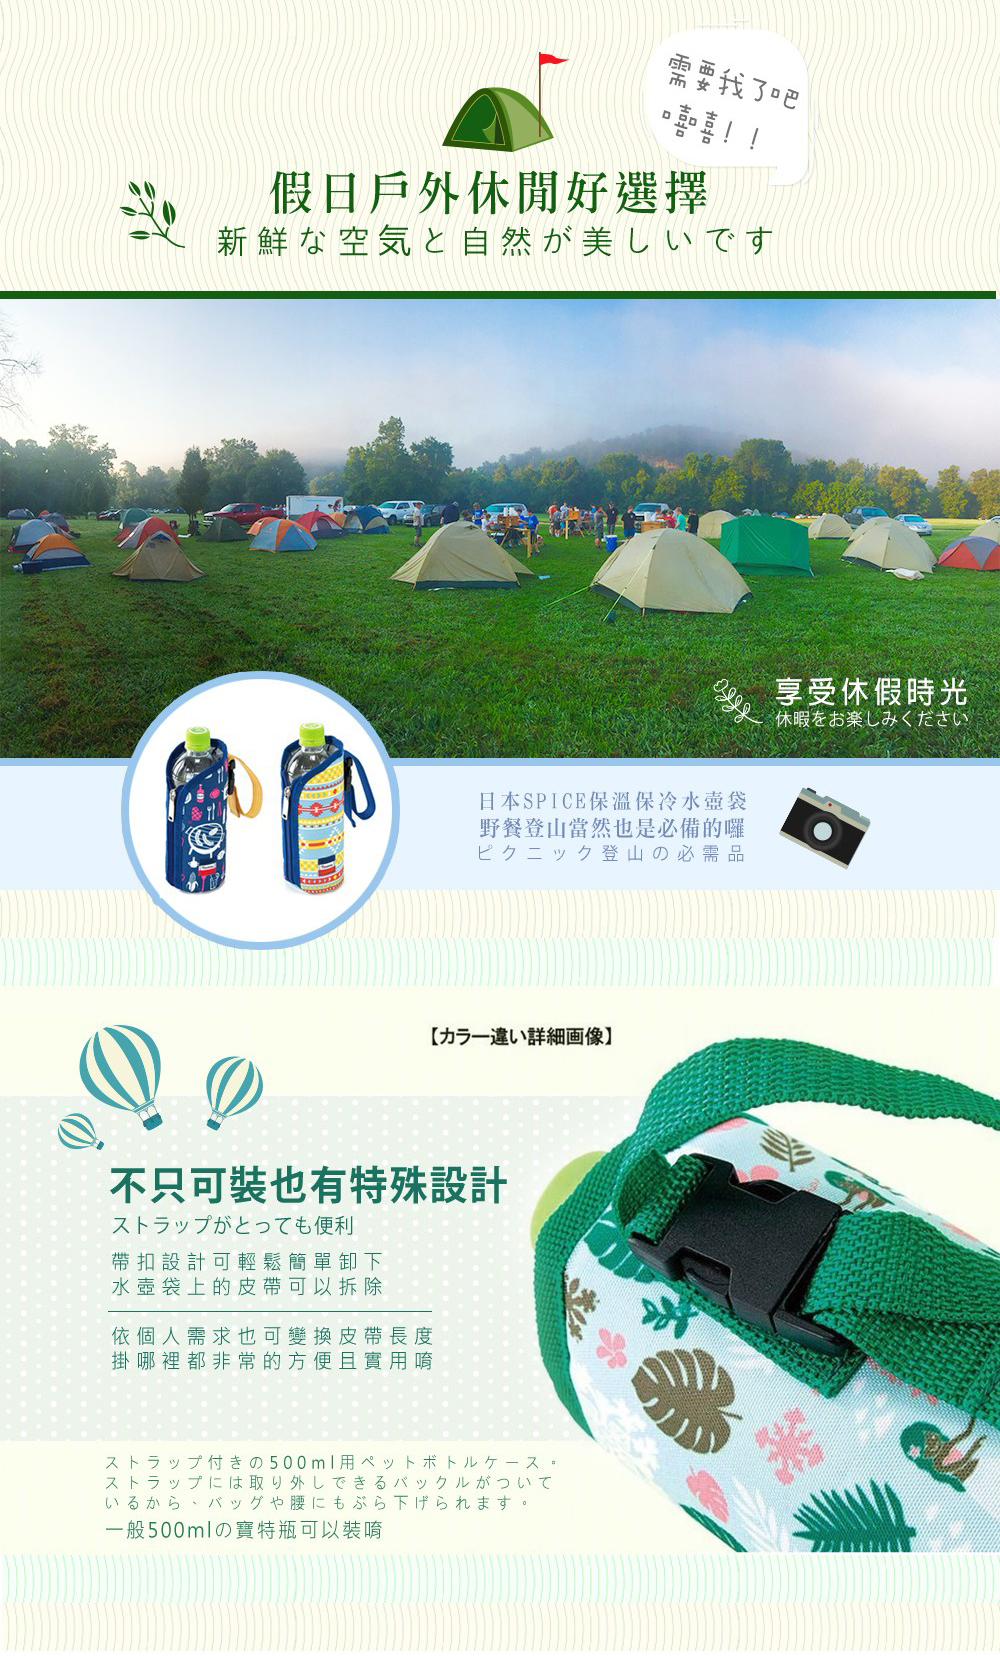 需要我了吧
嘻嘻!!
假日戶外休閒好選擇
新鮮な空気と自然が美しいです
享受休假時光
休暇をお楽しみください
日本SPICE保溫保冷水壺袋
野餐登山當然也是必備的囉
ピクニック登山の必需品
【カラー違い詳細画像】
不只可裝也有特殊設計
ストラップがとっても便利
帶扣設計可輕鬆簡單卸下
水壺袋上的皮帶可以拆除
依個人需求也可變換皮帶長度
掛哪裡都非常的方便且實用唷
ストラップ付きの500ml用ペットボトルケース。
ストラップには取り外しできるバックルがついて
いるから、バッグや腰にもぶら下げられます。
一般500mlの寶特瓶可以裝唷